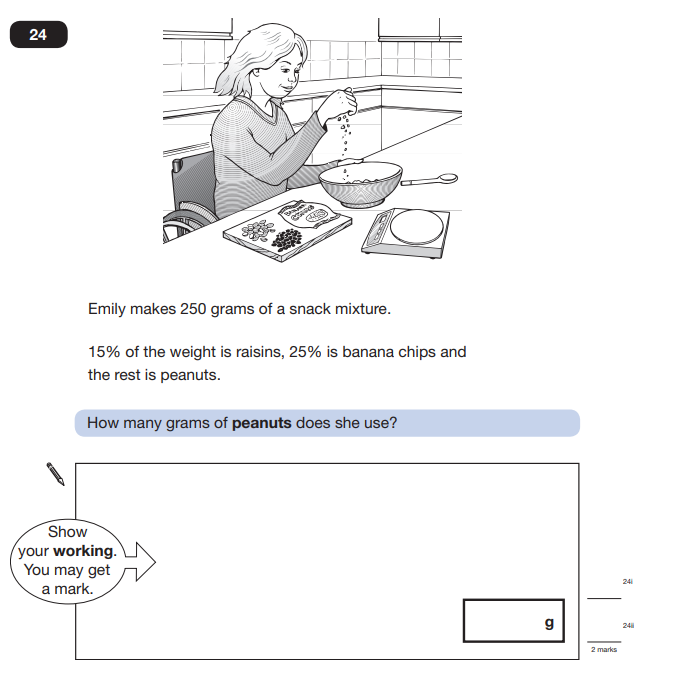 24
Emily makes 250 grams of a snack mixture.
15% of the weight is raisins, 25% is banana chips and
the rest is peanuts.
How many grams of peanuts does she use?
Show
your working.
You may get
a mark.
g
24i
24ii
2 marks